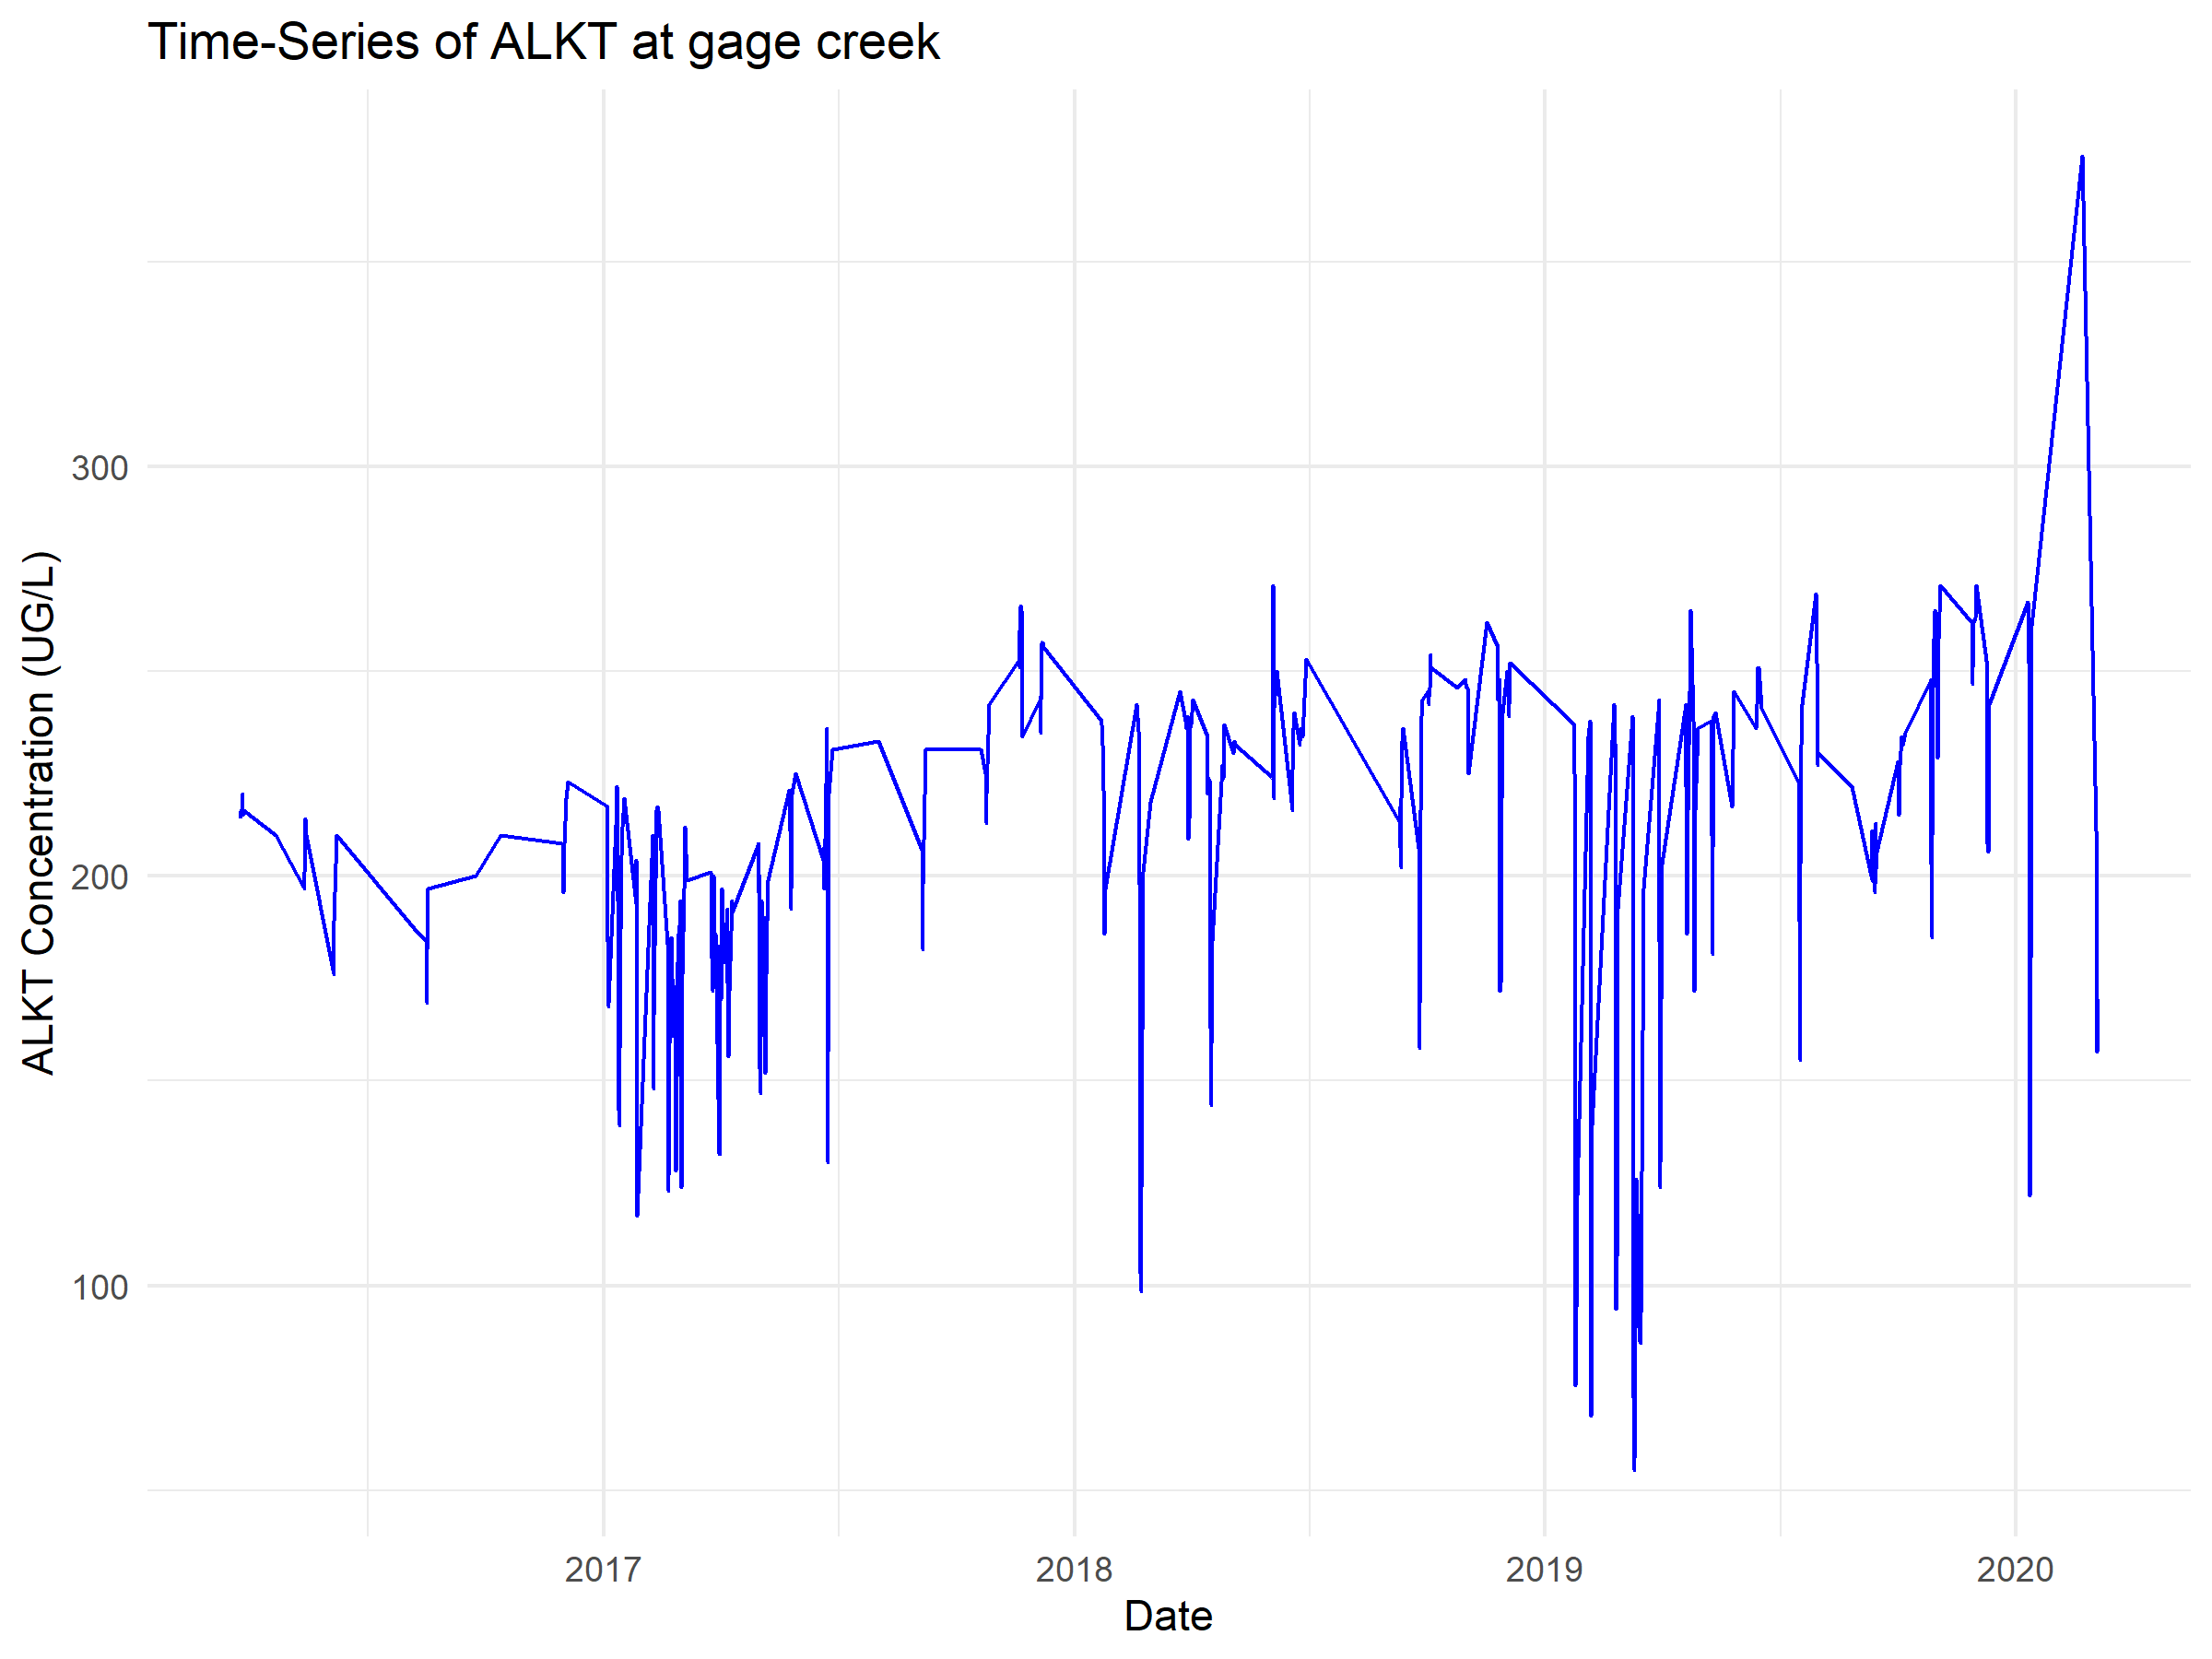 Time-Series of ALKT at gage creek
ALKT Concentration (UG/L)
300
200
100
2017
2018
2019
2020
Date